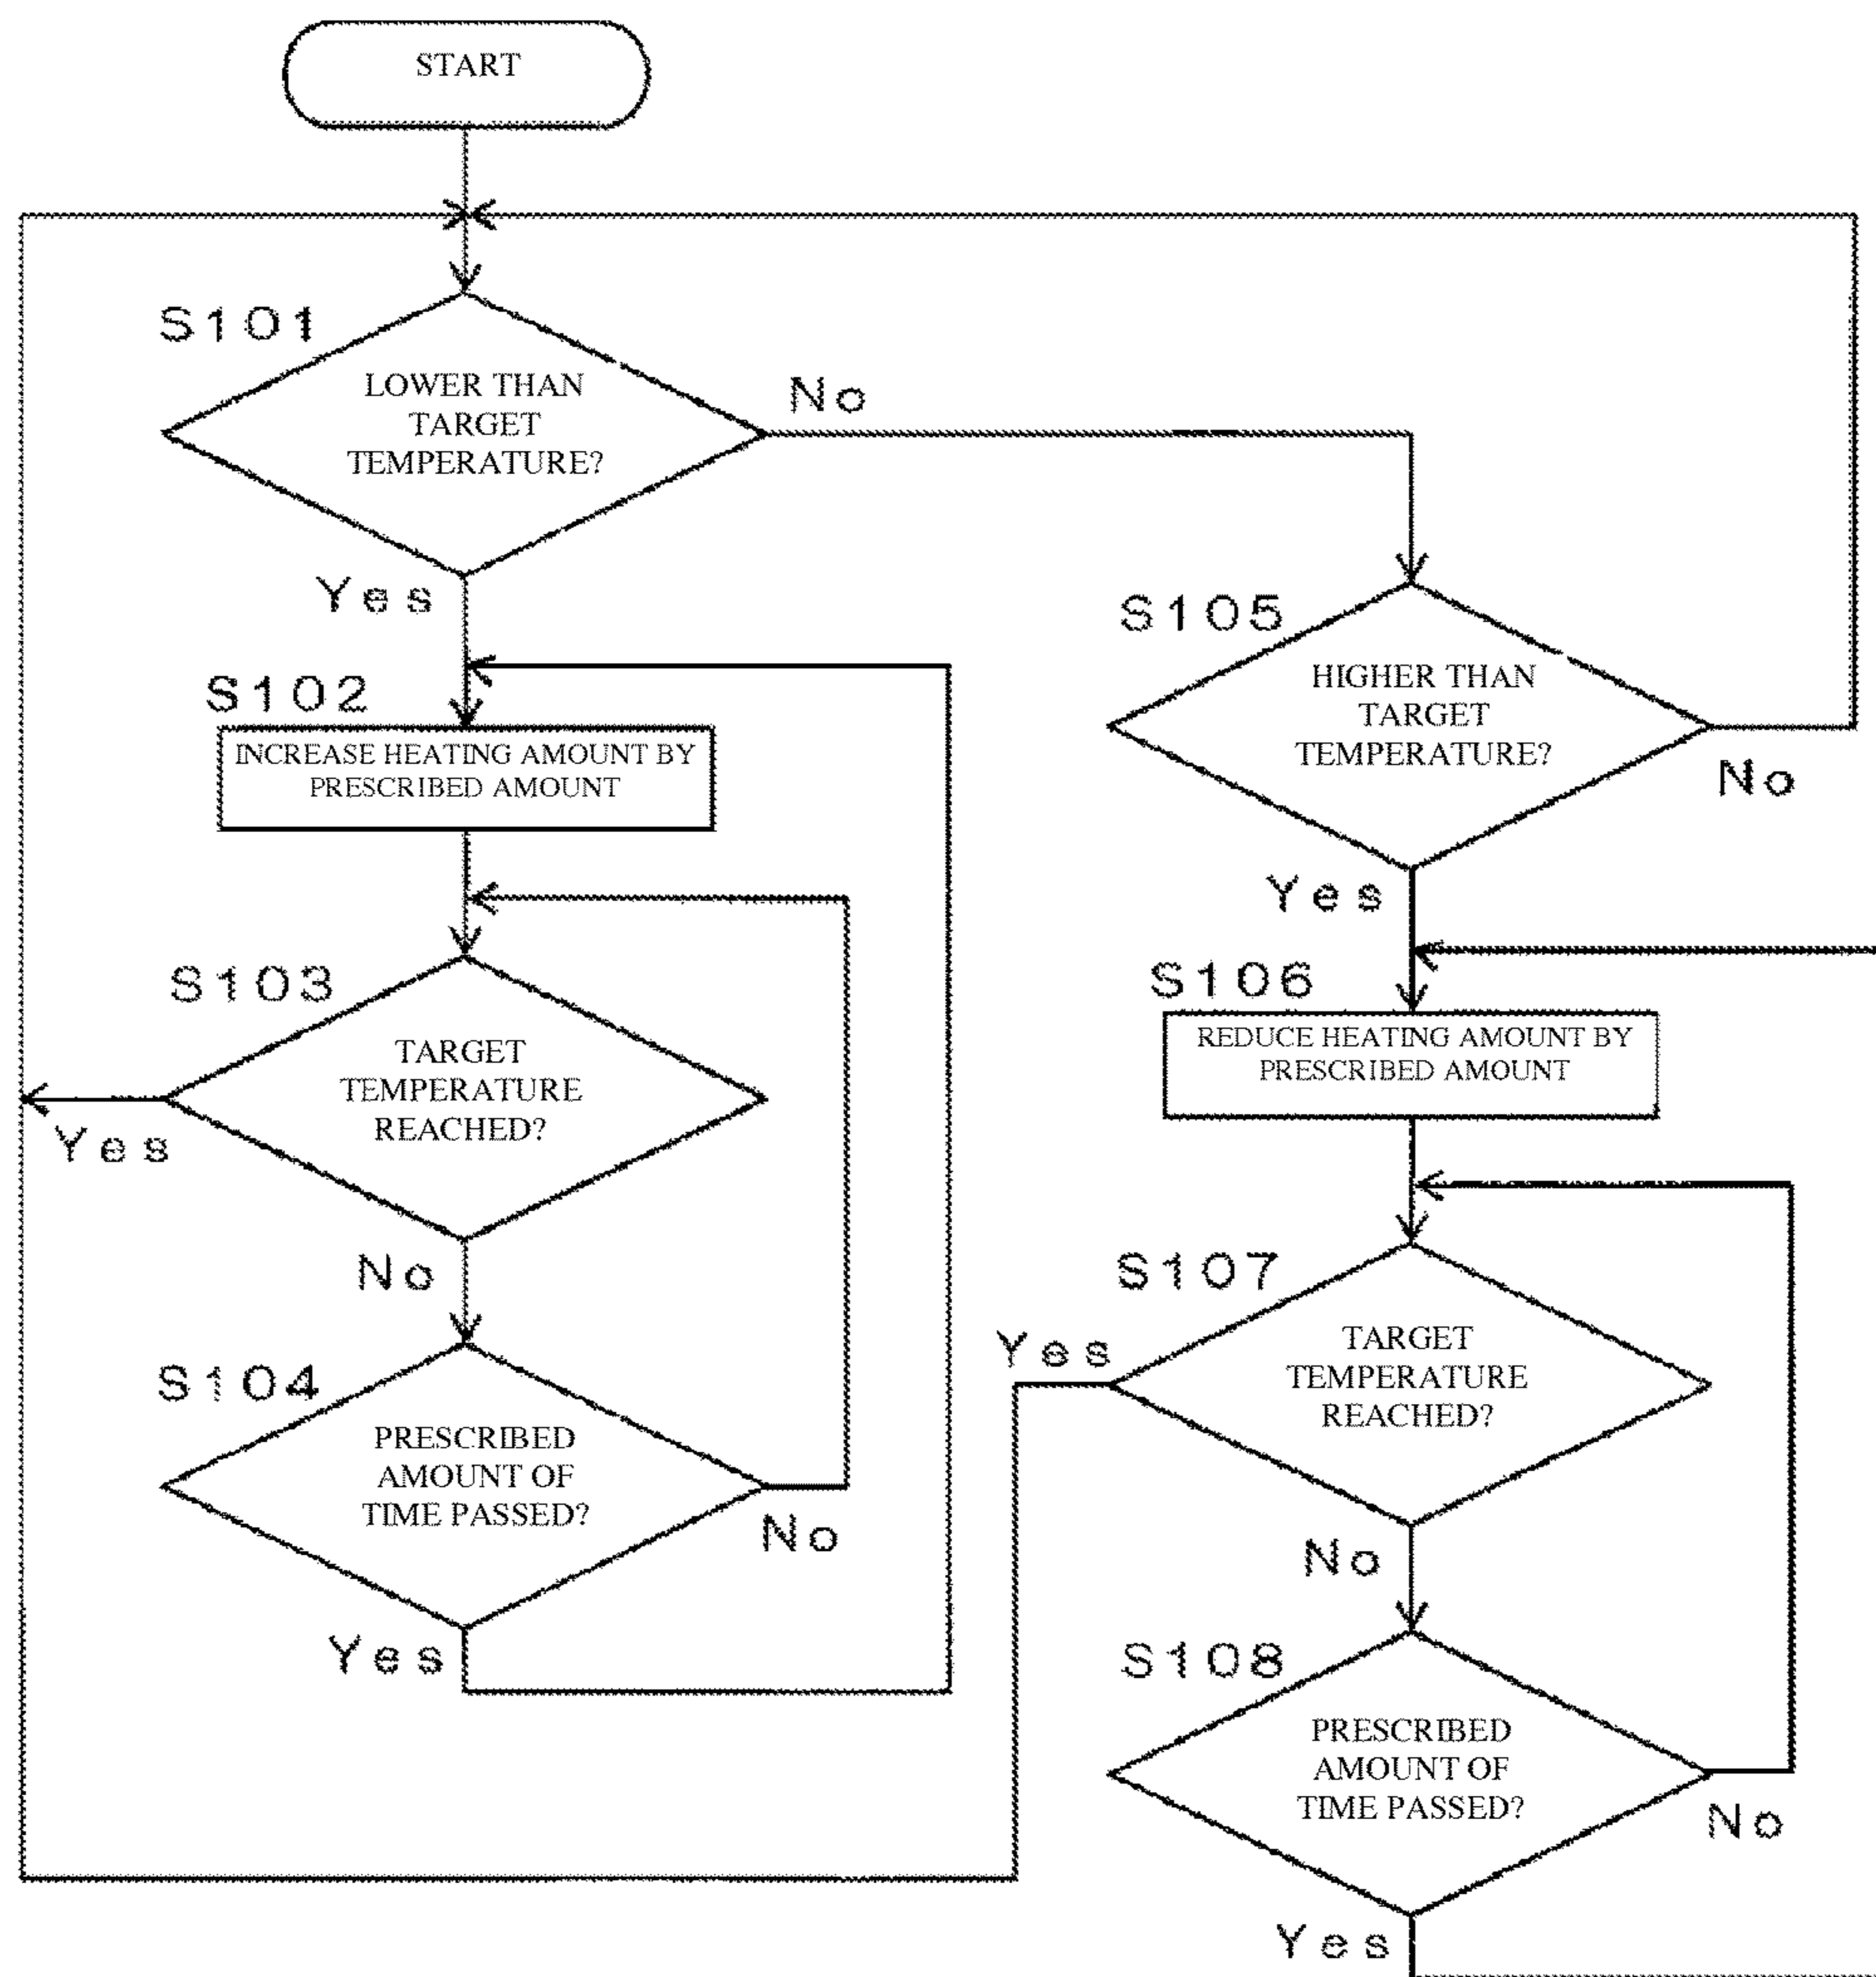 START
S101
LOWER THAN
TARGET
TEMPERATURE?
No
Yes
S102
INCREASE HEATING AMOUNT BY
PRESCRIBED AMOUNT
S103
TARGET
TEMPERATURE
REACHED?
Yes
No
S104
PRESCRIBED
AMOUNT OF
TIME PASSED?
No
Yes
S105
HIGHER THAN
TARGET
TEMPERATURE?
No
Yes
S106
REDUCE HEATING AMOUNT BY
PRESCRIBED AMOUNT
S107
Yes
TARGET
TEMPERATURE
REACHED?
No
S108
PRESCRIBED
AMOUNT OF
TIME PASSED?
No
Yes